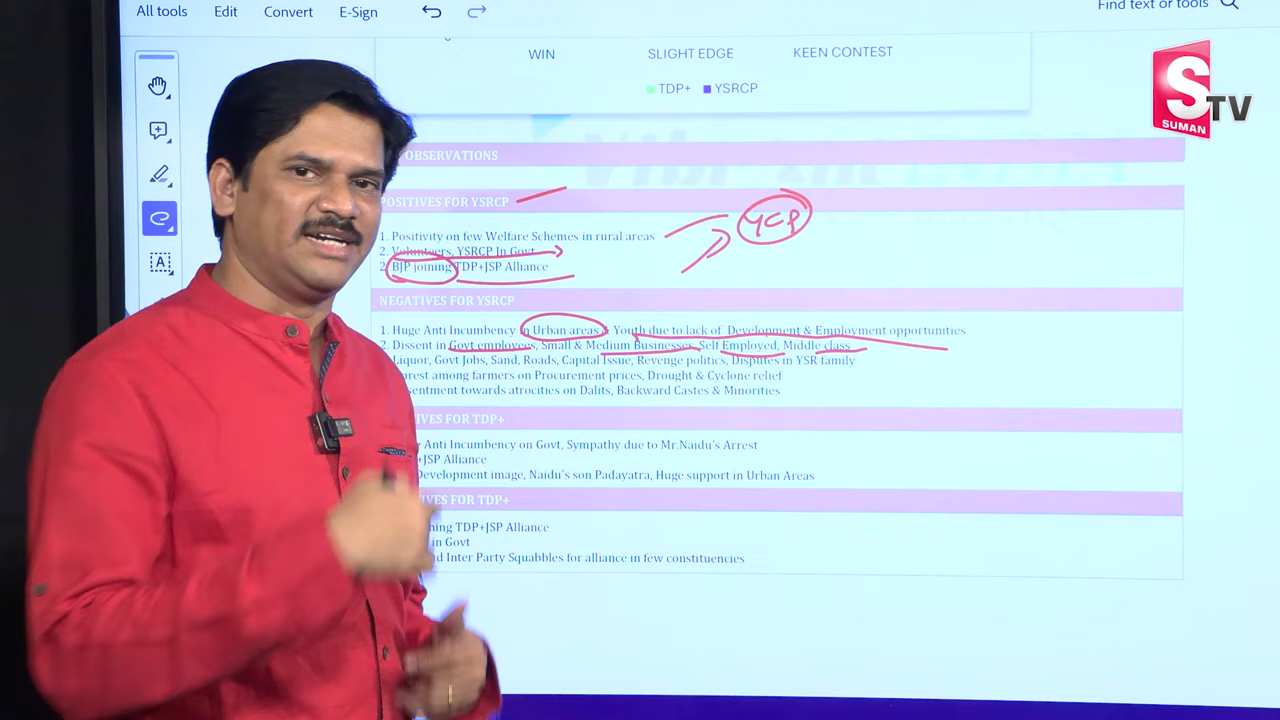 All tools Edit Convert E-Sign Find text or tools
WIN SLIGHT EDGE KEEN CONTEST
TDP+ YSRCP
S TV
SUMAN
OBSERVATIONS
POSITIVES FOR YSRCP
1. Positivity on few Welfare Schemes in rural areas
YCP
2. Volunteers, YSRCP In Govt
2. BJP joining TDP+JSP Alliance
NEGATIVES FOR YSRCP
1. Huge Anti Incumbency in Urban areas & Youth due to lack of Development & Employment opportunities
2. Dissent in Govt employees, Small & Medium Businesses, Self Employed, Middle class
Liquor, Govt Jobs, Sand, Roads, Capital Issue, Revenge politics, Disputes in YSR family
among farmers on Procurement prices, Drought & Cyclone relief
towards atrocities on Dalits, Backward Castes & Minorities
FOR TDP+
Anti Incumbency on Govt, Sympathy due to Mr.Naidu's Arrest
+JSP Alliance
Development image, Naidu's son Padayatra, Huge support in Urban Areas
FOR TDP+
TDP+JSP Alliance
in Govt
Inter Party Squabbles for alliance in few constituencies